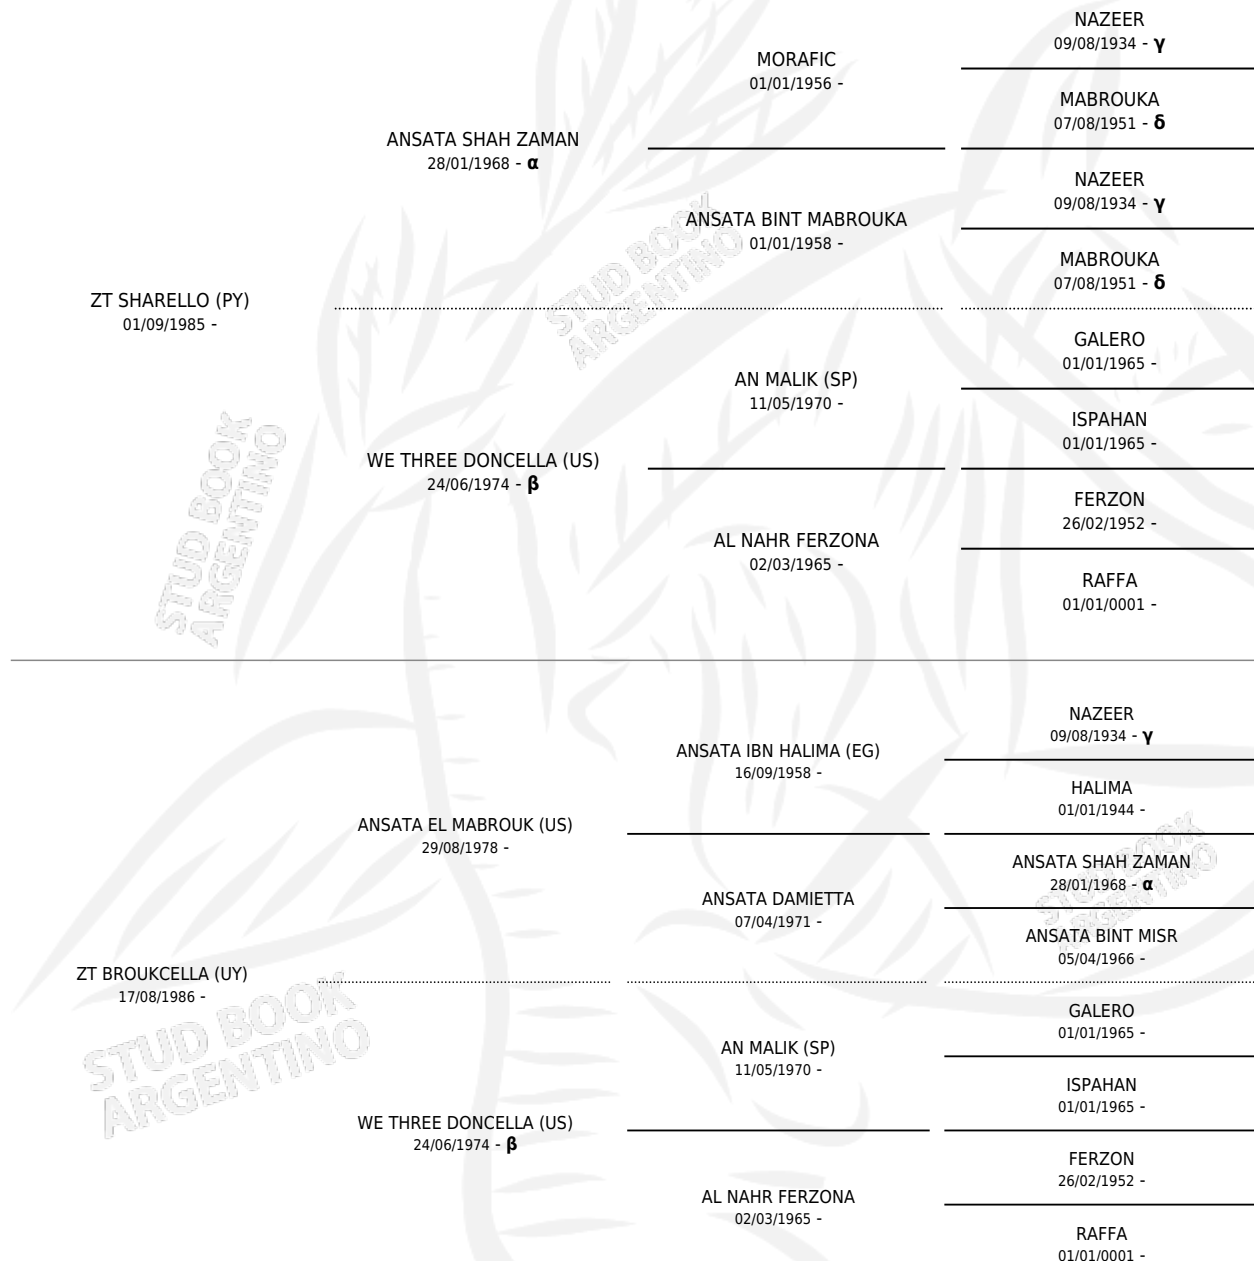 NAZEER
09/08/1934 - γ
MORAFIC
01/01/1956 -
MABROUKA
07/08/1951 - δ
ANSATA SHAH ZAMAN
28/01/1968 - α
NAZEER
09/08/1934 - γ
ANSATA BINT MABROUKA
01/01/1958 -
MABROUKA
07/08/1951 - δ
ZT SHARELLO (PY)
01/09/1985 -
GALERO
01/01/1965 -
AN MALIK (SP)
11/05/1970 -
ISPAHAN
01/01/1965 -
WE THREE DONCELLA (US)
24/06/1974 - β
FERZON
26/02/1952 -
AL NAHR FERZONA
02/03/1965 -
RAFFA
01/01/0001 -
NAZEER
09/08/1934 - γ
ANSATA IBN HALIMA (EG)
16/09/1958 -
HALIMA
01/01/1944 -
ANSATA EL MABROUK (US)
29/08/1978 -
ANSATA SHAH ZAMAN
28/01/1968 - α
ANSATA DAMIETTA
07/04/1971 -
ANSATA BINT MISR
05/04/1966 -
ZT BROUKCELLA (UY)
17/08/1986 -
GALERO
01/01/1965 -
AN MALIK (SP)
11/05/1970 -
ISPAHAN
01/01/1965 -
WE THREE DONCELLA (US)
24/06/1974 - β
FERZON
26/02/1952 -
AL NAHR FERZONA
02/03/1965 -
RAFFA
01/01/0001 -
STUD BOOK
ARGENTINO
STUD BOOK
ARGENTINO
STUD BOOK
ARGENTINO
STUD BOOK
ARGENTINO